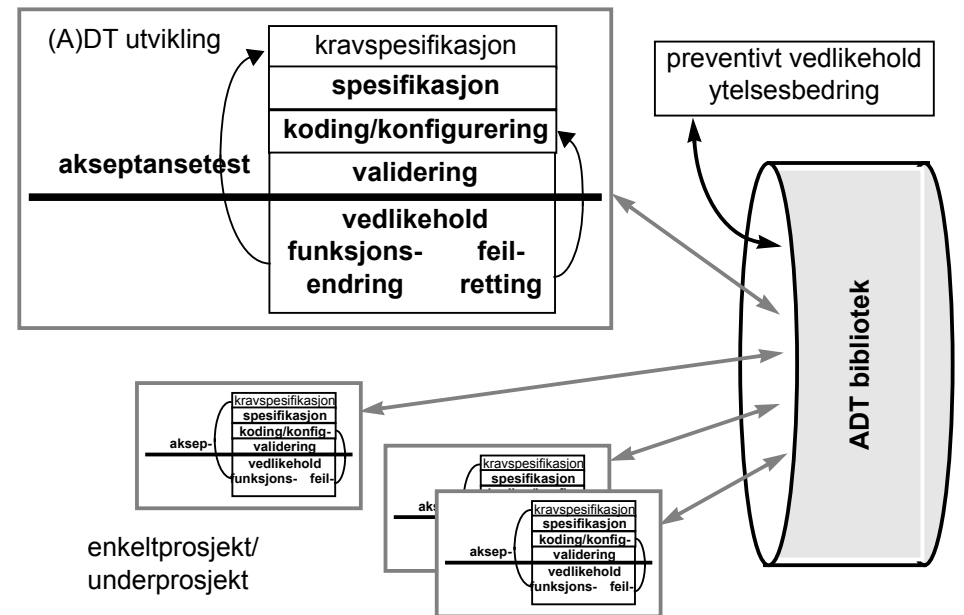 (A)DT utvikling
kravspesifikasjon
spesifikasjon
koding/konfigurering
akseptansetest
validering
vedlikehold
funksjons- feil-
endring retting
preventivt vedlikehold
ytelsesbedring
ADT bibliotek
kravspesifikasjon
spesifikasjon
koding/konfig-
aksep-
validering
vedlikehold
funksjons- feil-
kravspesifikasjon
spesifikasjon
kravspesifikasjon
spesifikasjon
koding/konfig-
aksep-
validering
vedlikehold
funksjons- feil-
enkeltprosjekt/
underprosjekt